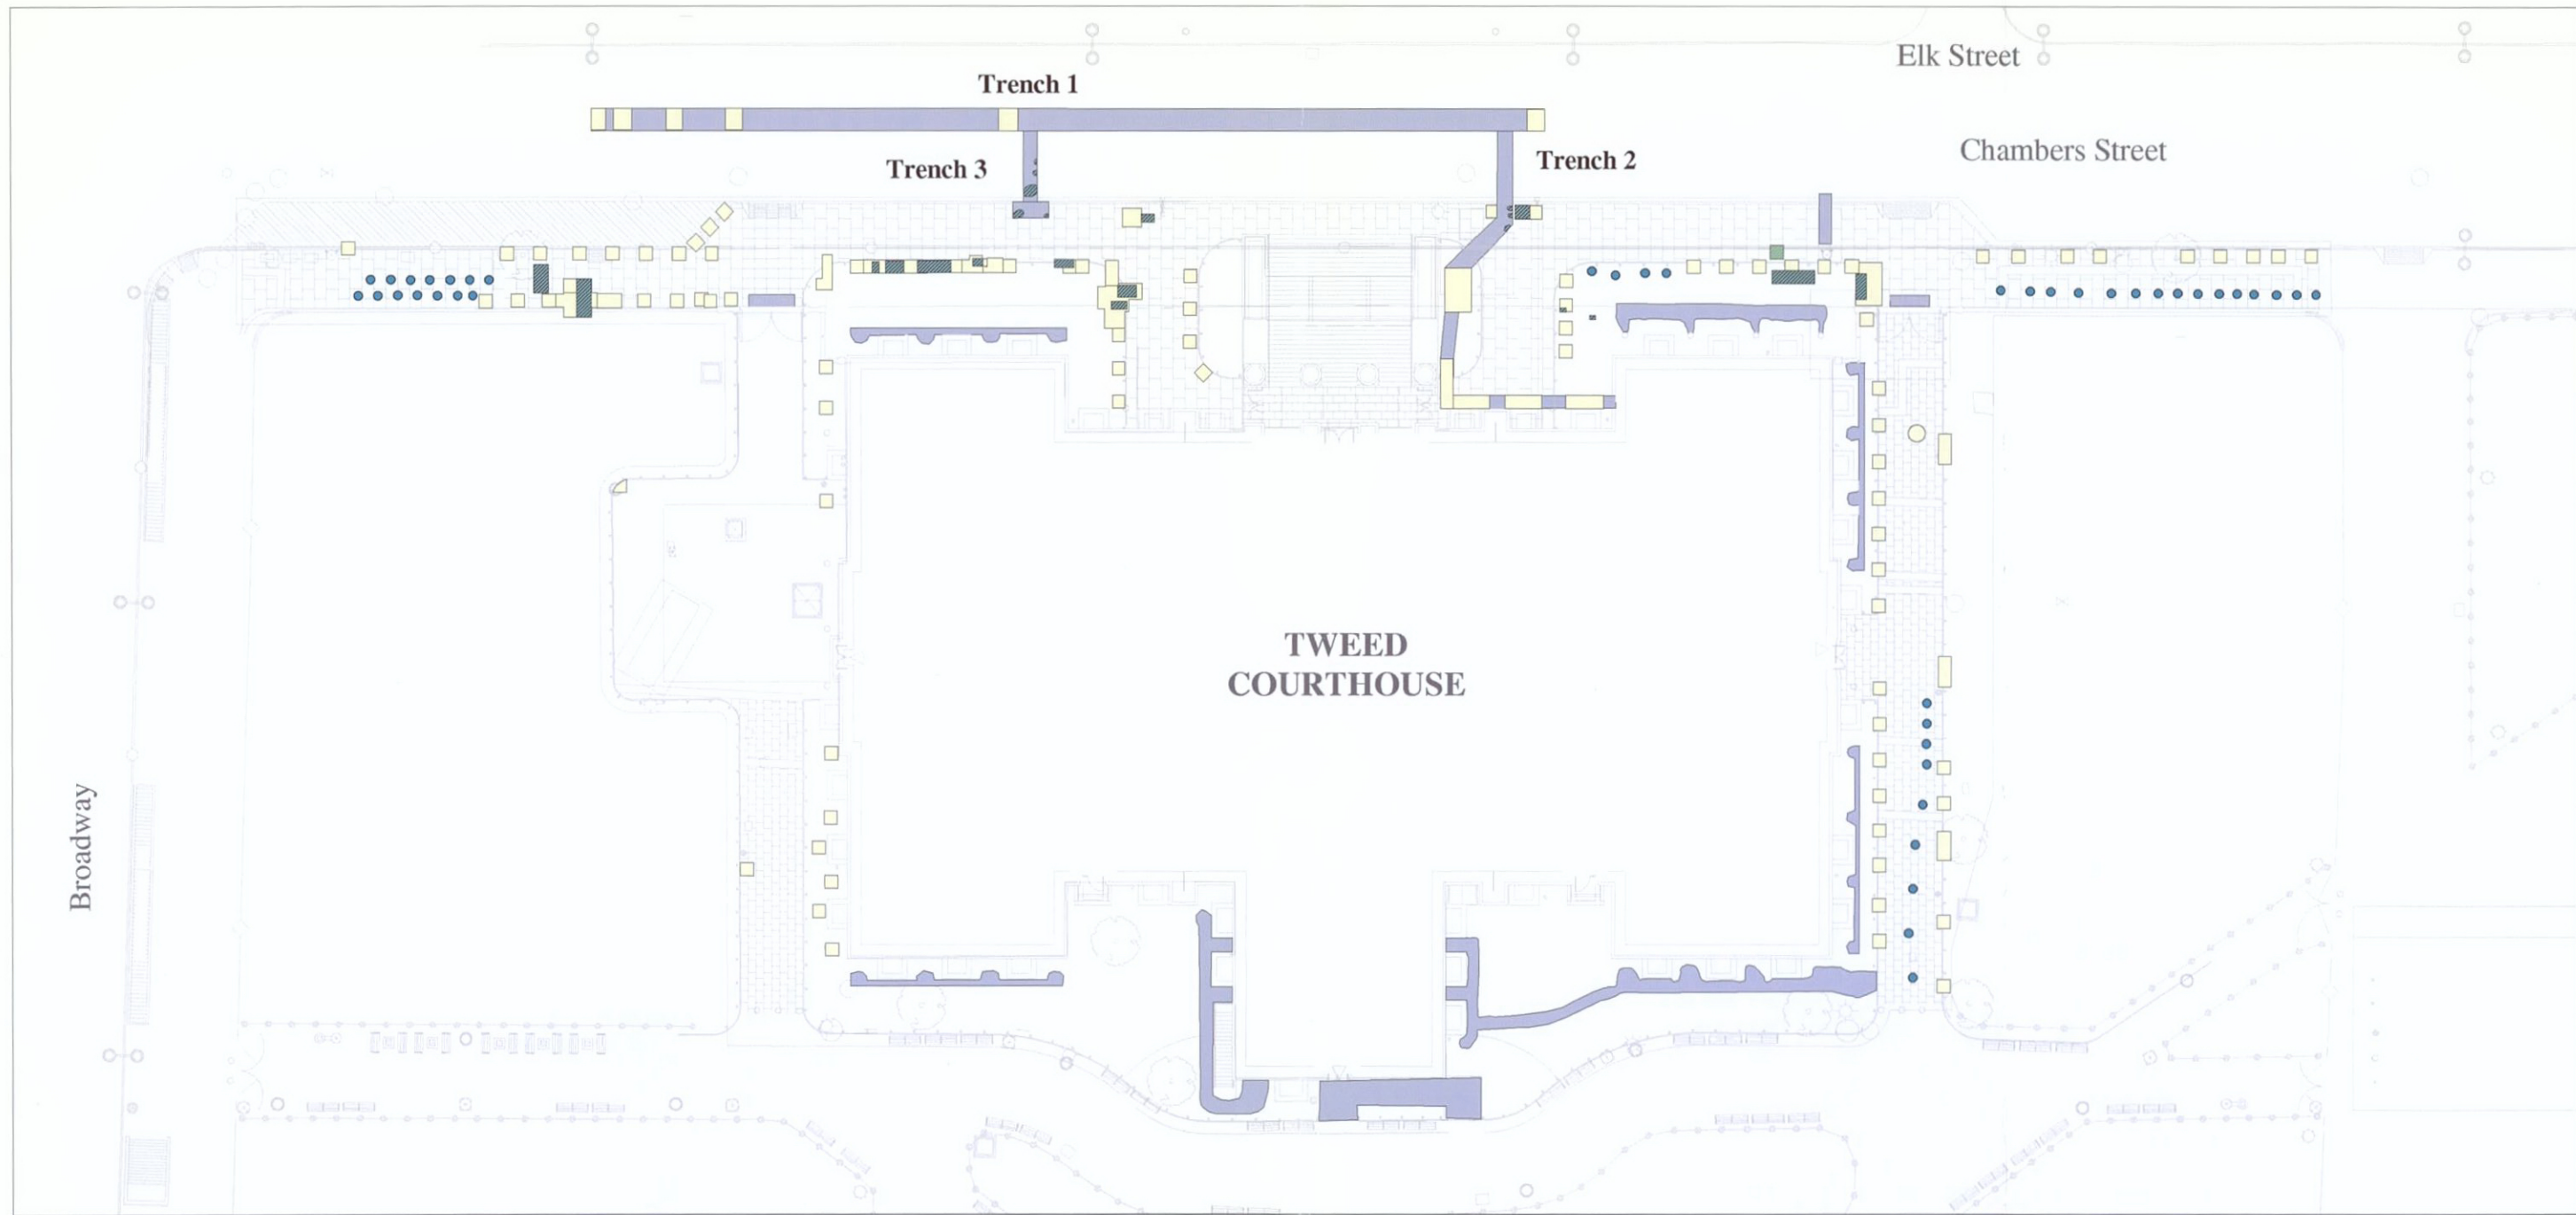 Elk Street
Trench 1
Chambers Street
Trench 3
Trench 2
TWEED
COURTHOUSE
Broadway